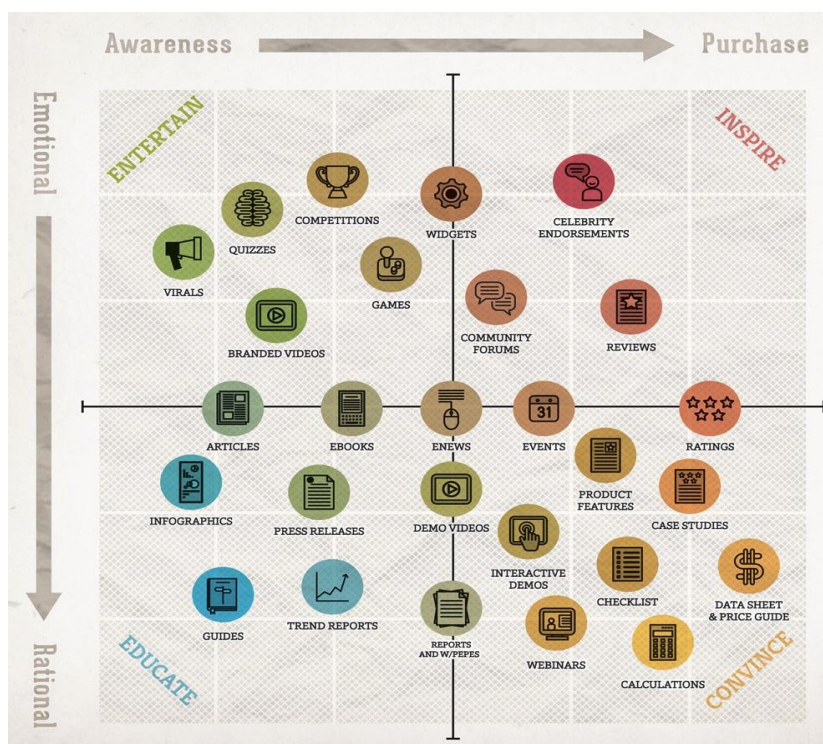 Awareness
Purchase
Emotional
ENTERTAIN
INSPIRE
COMPETITIONS
QUIZZES
WIDGETS
CELEBRITY
ENDORSEMENTS
VIRALS
GAMES
BRANDED VIDEOS
COMMUNITY
FORUMS
REVIEWS
31
ARTICLES
EBOOKS
ENEWS
EVENTS
RATINGS
INFOGRAPHICS
PRESS RELEASES
DEMO VIDEOS
PRODUCT
FEATURES
CASE STUDIES
INTERACTIVE
DEMOS
CHECKLIST
DATA SHEET
& PRICE GUIDE
GUIDES
TREND REPORTS
REPORTS
AND W/PEPES
WEBINARS
CALCULATIONS
Rational
EDUCATE
CONVINCE